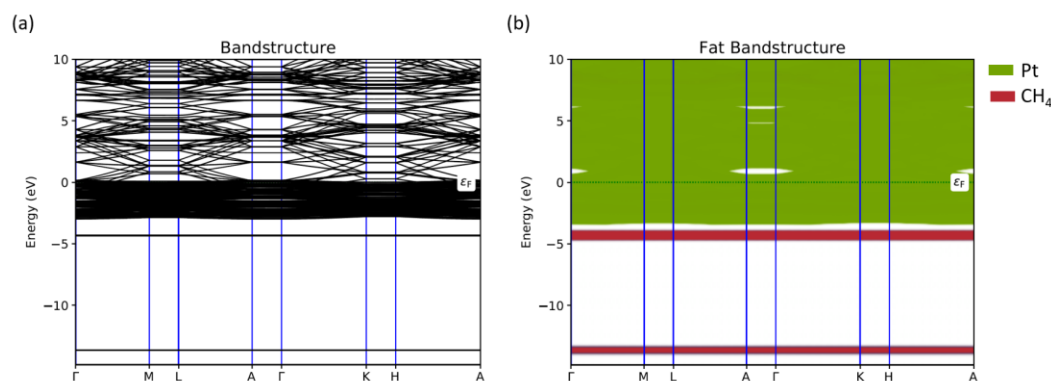 (a)
Bandstructure
10
5
0
−5
−10
Energy (eV)
εF
Γ M L A Γ K H A
(b)
Fat Bandstructure
10
5
0
−5
−10
Energy (eV)
εF
Γ M L A Γ K H A
Pt
CH₄